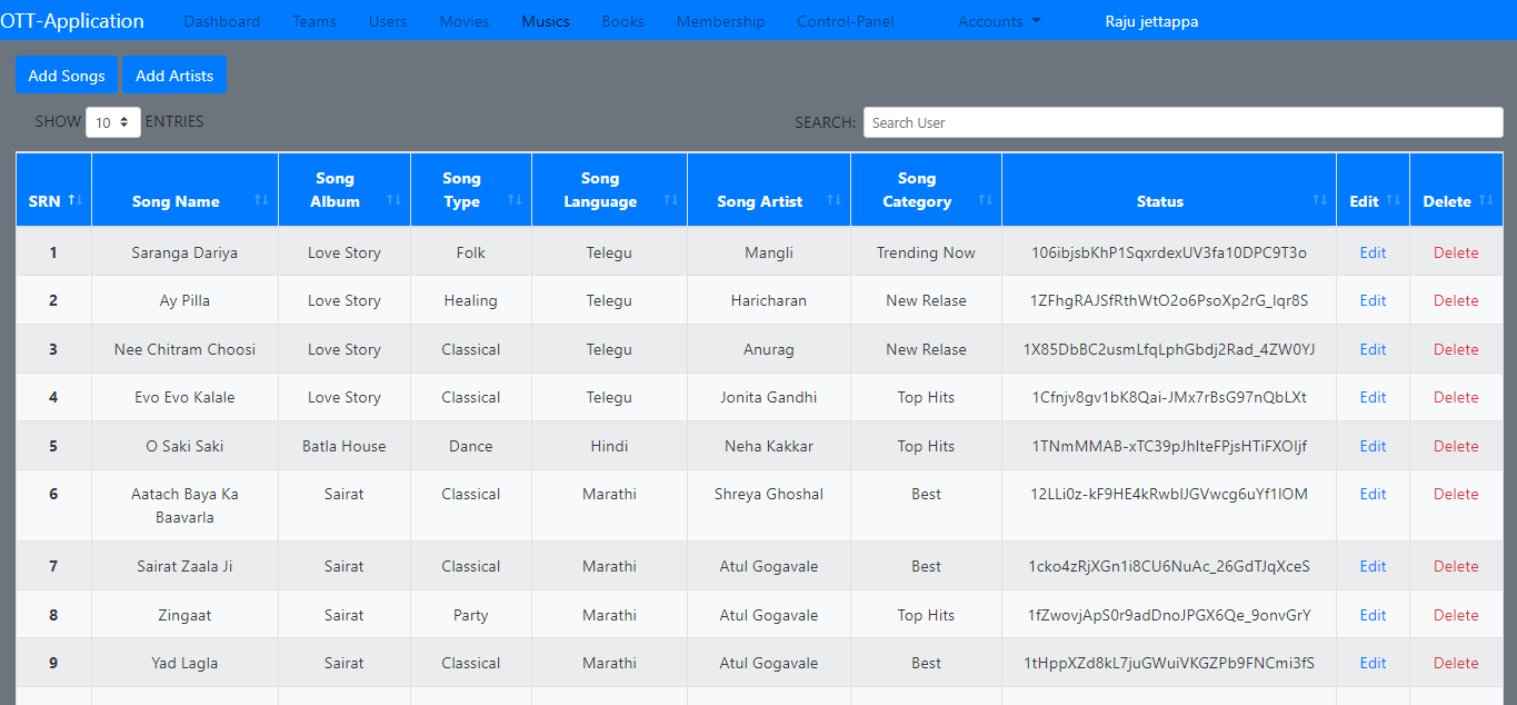 OTT-Application Dashboard Teams Users Movies Musics Books Membership Control-Panel Accounts Raju jettappa
Add Songs Add Artists
SHOW 10 ENTRIES SEARCH: Search User
SRN Song Name Song Album Song Type Song Language Song Artist Song Category Status Edit Delete
1 Saranga Dariya Love Story Folk Telegu Mangli Trending Now 106ibjsbKhP1SqxrdexUV3fa10DPC9T3o Edit Delete
2 Ay Pilla Love Story Healing Telegu Haricharan New Relase 1ZFhgRAJSfRthWtO2o6PsoXp2rG_Iqr8S Edit Delete
3 Nee Chitram Choosi Love Story Classical Telegu Anurag New Relase 1X85DbBC2usmLfqLphGbdj2Rad_4ZW0YJ Edit Delete
4 Evo Evo Kalale Love Story Classical Telegu Jonita Gandhi Top Hits 1Cfnjv8gv1bK8Qai-JMx7rBsG97nQbLXt Edit Delete
5 O Saki Saki Batla House Dance Hindi Neha Kakkar Top Hits 1TNmMMAB-xTC39pJhIteFPjsHTiFXOIjf Edit Delete
6 Aatach Baya Ka Baavarla Sairat Classical Marathi Shreya Ghoshal Best 12LLi0z-kF9HE4kRwbIJGVwcg6uYf1IOM Edit Delete
7 Sairat Zaala Ji Sairat Classical Marathi Atul Gogavale Best 1cko4zRjXGn1i8CU6NuAc_26GdTJqXceS Edit Delete
8 Zingaat Sairat Party Marathi Atul Gogavale Top Hits 1fZwovjApS0r9adDnoJPGX6Qe_9onvGrY Edit Delete
9 Yad Lagla Sairat Classical Marathi Atul Gogavale Best 1tHppXZd8kL7juGWuiVKGZPb9FNCmi3fS Edit Delete